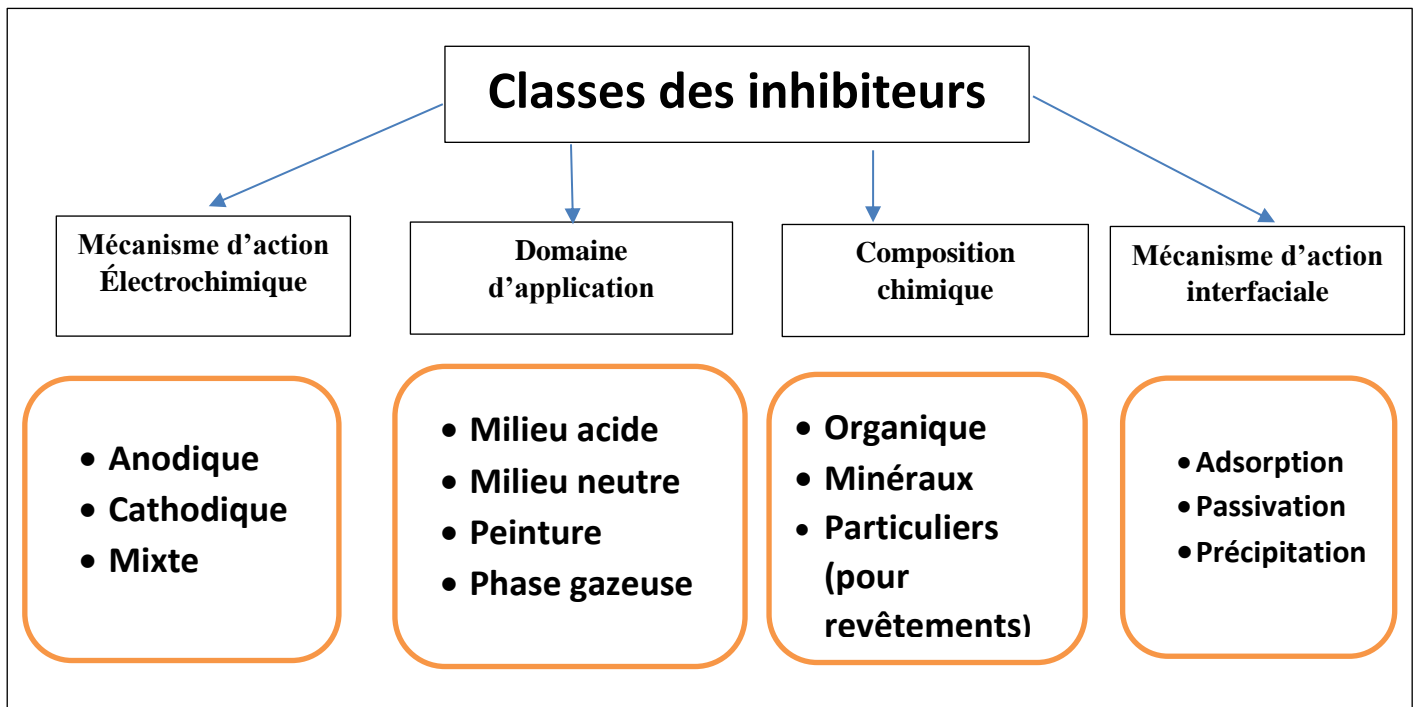 Classes des inhibiteurs
Mécanisme d’action
Électrochimique
Domaine
d’application
Composition
chimique
Mécanisme d’action
interfaciale
• Anodique
• Cathodique
• Mixte
• Milieu acide
• Milieu neutre
• Peinture
• Phase gazeuse
• Organique
• Minéraux
• Particuliers
(pour
revêtements)
• Adsorption
• Passivation
• Précipitation